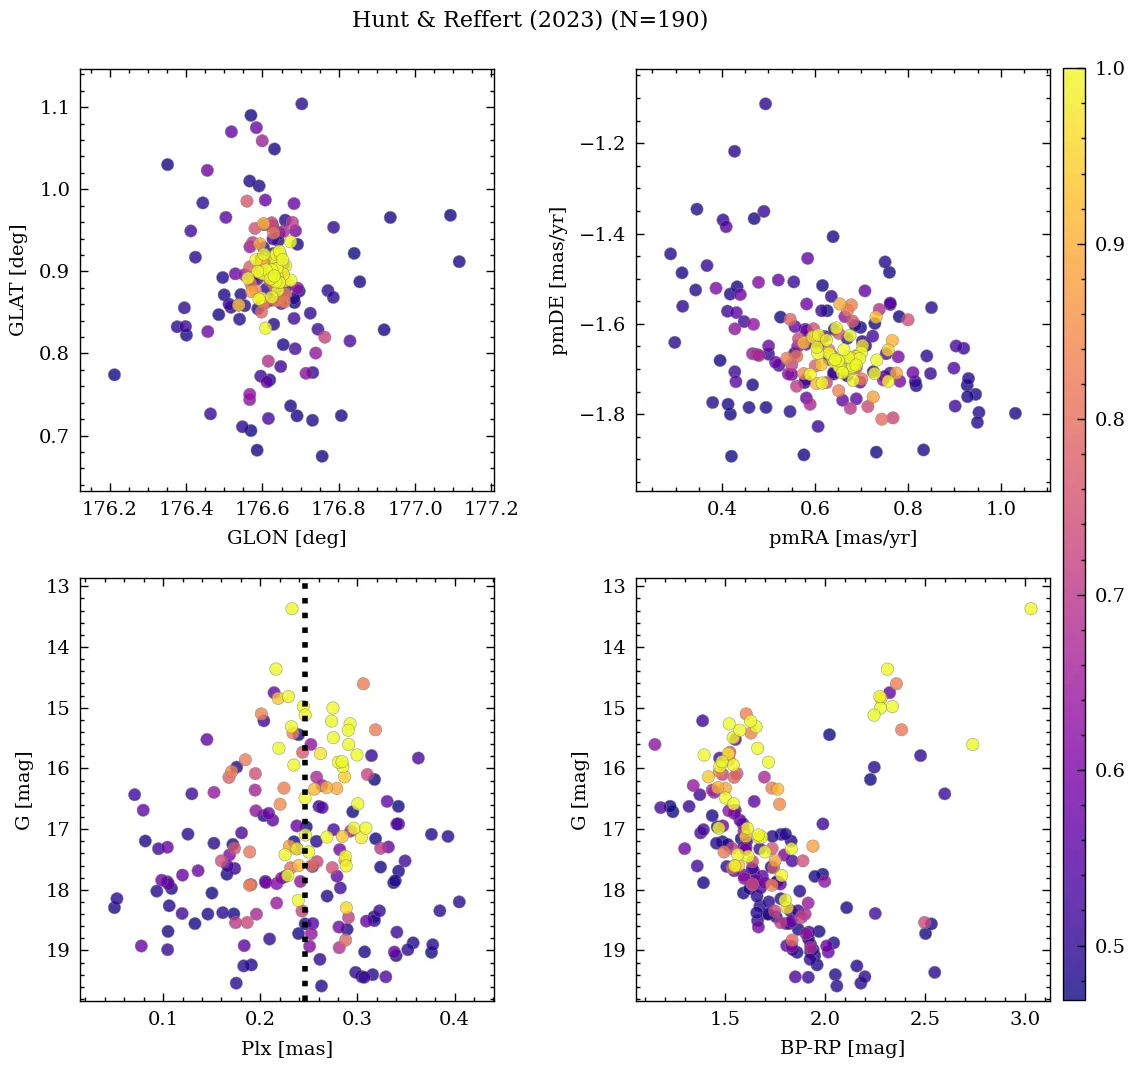 Hunt & Reffert (2023) (N=190)
1.1
1.0
0.9
0.8
0.7
GLAT [deg]
176.2 176.4 176.6 176.8 177.0 177.2
GLON [deg]
−1.2
−1.4
−1.6
−1.8
pmDE [mas/yr]
0.4 0.6 0.8 1.0
pmRA [mas/yr]
13
14
15
16
17
18
19
G [mag]
0.1 0.2 0.3 0.4
Plx [mas]
13
14
15
16
17
18
19
G [mag]
1.5 2.0 2.5 3.0
BP-RP [mag]
1.0
0.9
0.8
0.7
0.6
0.5